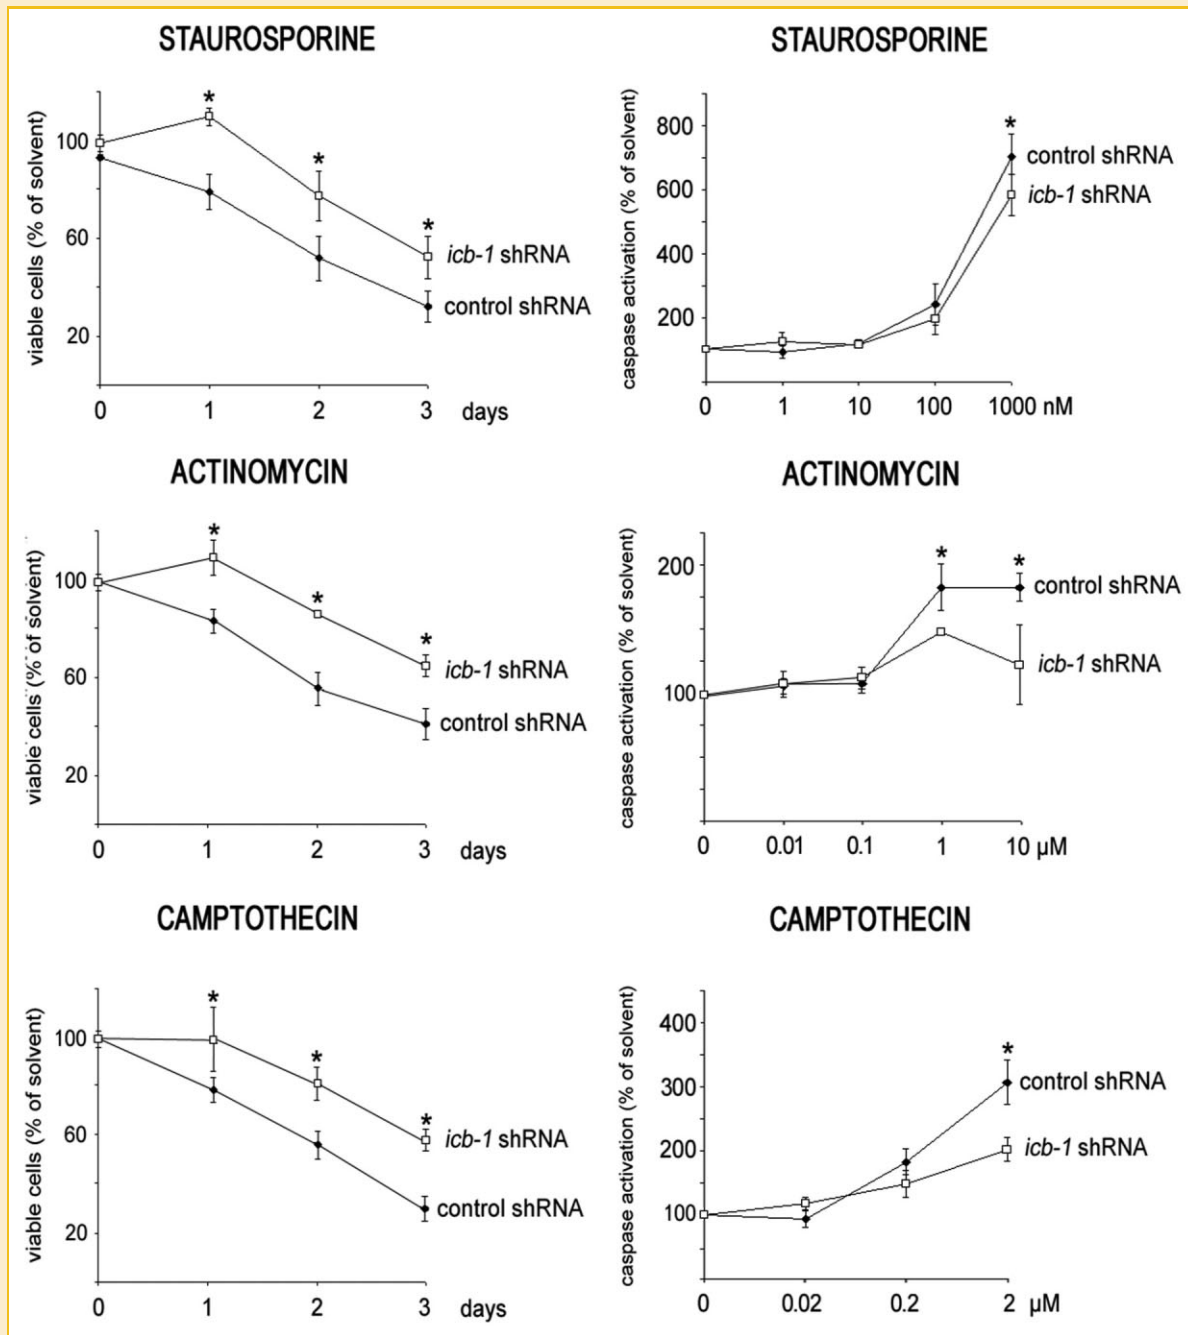 STAUROSPORINE
viable cells (% of solvent)
100
60
20
*
*
*
icb-1 shRNA
control shRNA
0 1 2 3 days
STAUROSPORINE
caspase activation (% of solvent)
800
600
400
200
*
control shRNA
icb-1 shRNA
0 1 10 100 1000 nM
ACTINOMYCIN
viable cells (% of solvent)
100
60
20
*
*
*
icb-1 shRNA
control shRNA
0 1 2 3 days
ACTINOMYCIN
caspase activation (% of solvent)
200
100
*
*
control shRNA
icb-1 shRNA
0 0.01 0.1 1 10 µM
CAMPTOTHECIN
viable cells (% of solvent)
100
60
20
*
*
*
icb-1 shRNA
control shRNA
0 1 2 3 days
CAMPTOTHECIN
caspase activation (% of solvent)
400
300
200
100
*
control shRNA
icb-1 shRNA
0 0.02 0.2 2 µM